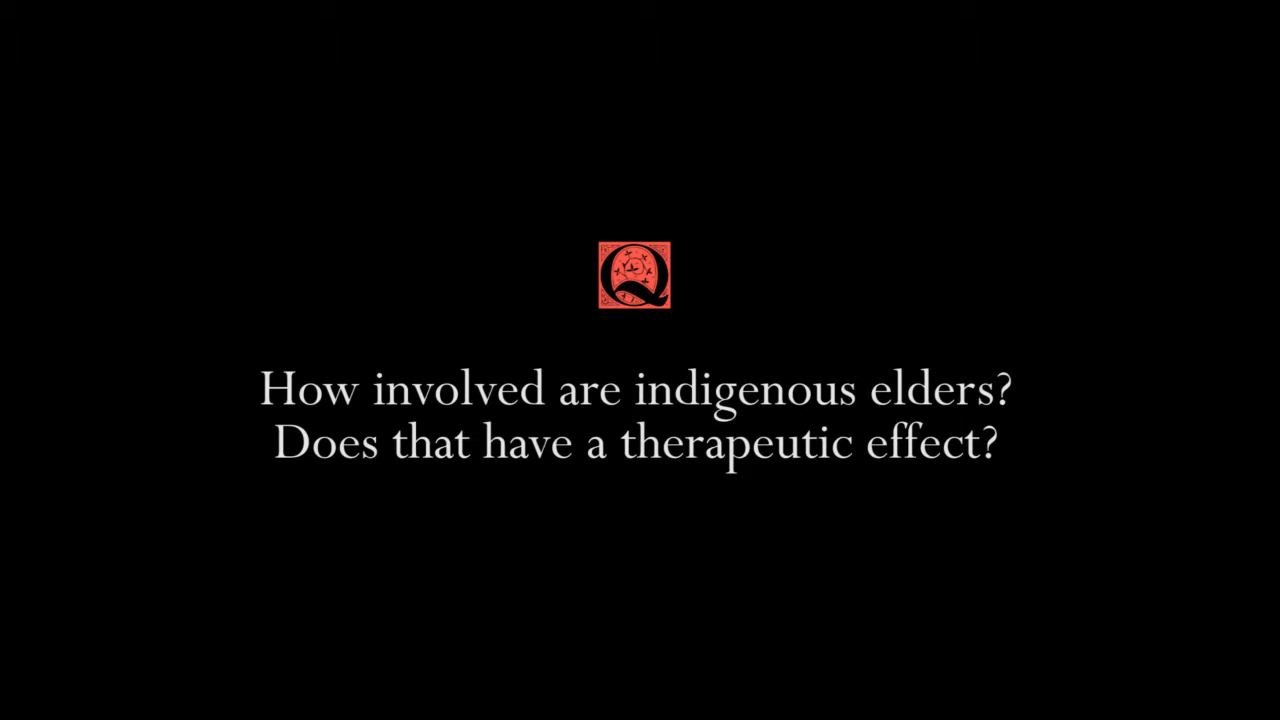 Q
How involved are indigenous elders?
Does that have a therapeutic effect?